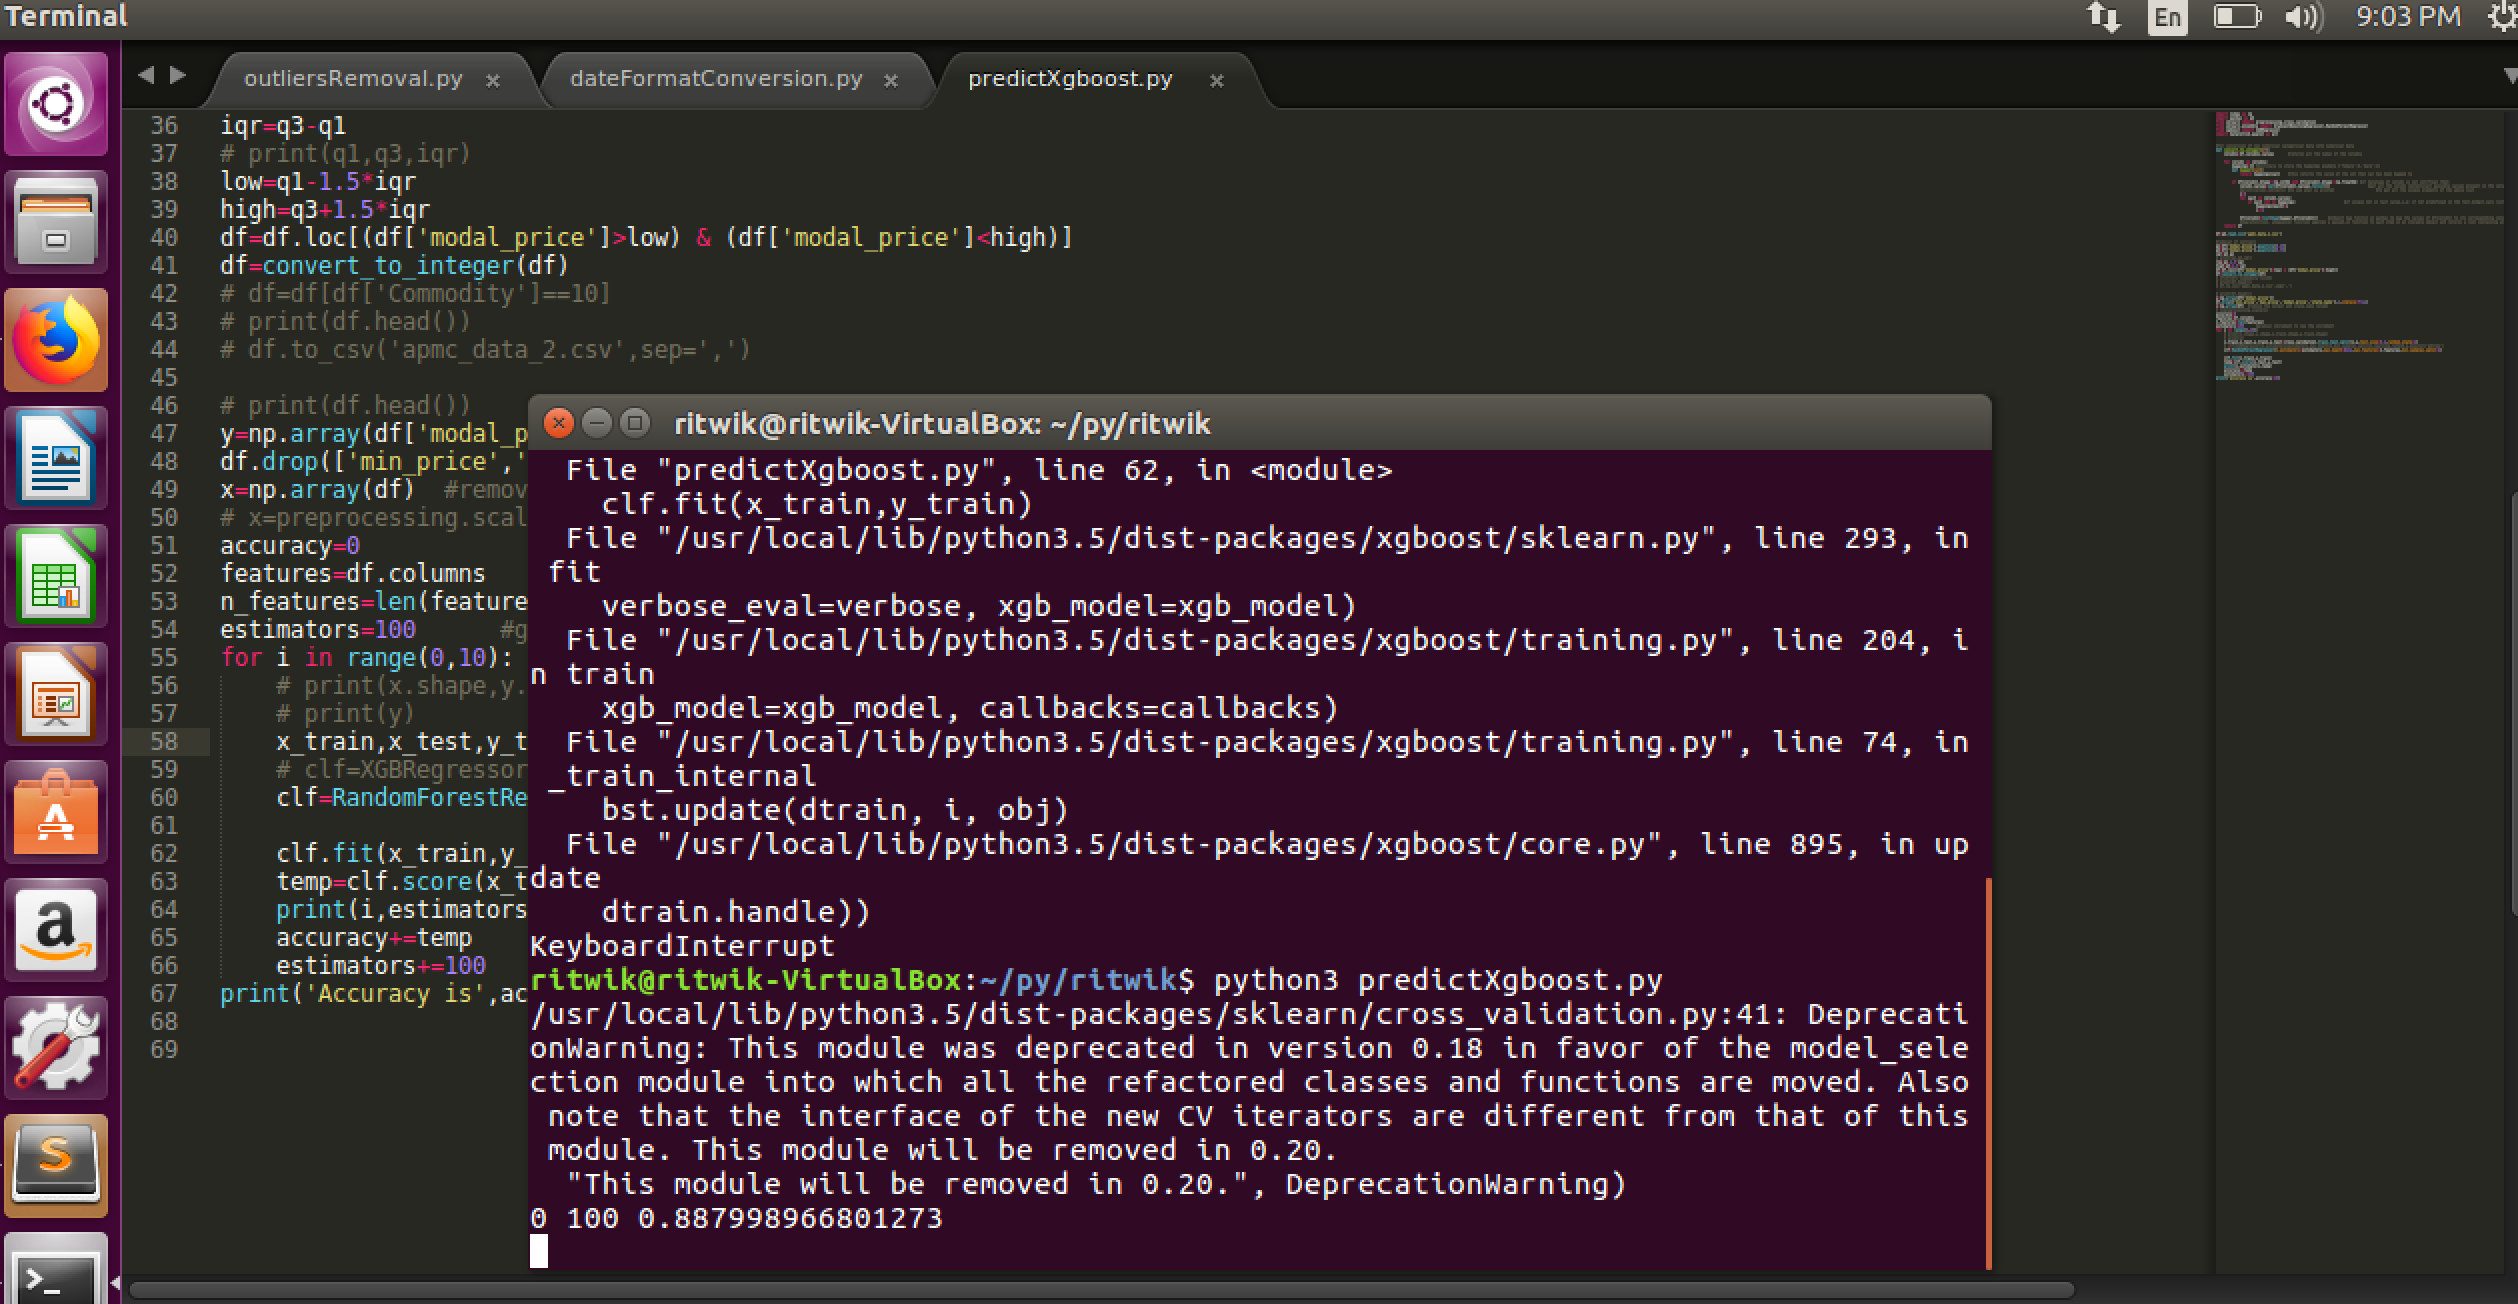 Terminal
En
9:03 PM
outliersRemoval.py ×
dateFormatConversion.py ×
predictXgboost.py ×
36 iqr=q3-q1
37 # print(q1,q3,iqr)
38 low=q1-1.5*iqr
39 high=q3+1.5*iqr
40 df=df.loc[(df['modal_price']>low) & (df['modal_price']<high)]
41 df=convert_to_integer(df)
42 # df=df[df['Commodity']==10]
43 # print(df.head())
44 # df.to_csv('apmc_data_2.csv',sep=',')
45
46 # print(df.head())
47 y=np.array(df['modal_p
48 df.drop(['min_price','
49 x=np.array(df) #remov
50 # x=preprocessing.scal
51 accuracy=0
52 features=df.columns
53 n_features=len(feature
54 estimators=100 #g
55 for i in range(0,10):
56 # print(x.shape,y.
57 # print(y)
58 x_train,x_test,y_t
59 # clf=XGBRegressor
60 clf=RandomForestRe
61
62 clf.fit(x_train,y_
63 temp=clf.score(x_t
64 print(i,estimators
65 accuracy+=temp
66 estimators+=100
67 print('Accuracy is',ac
68
69
ritwik@ritwik-VirtualBox: ~/py/ritwik
File "predictXgboost.py", line 62, in <module>
clf.fit(x_train,y_train)
File "/usr/local/lib/python3.5/dist-packages/xgboost/sklearn.py", line 293, in
fit
verbose_eval=verbose, xgb_model=xgb_model)
File "/usr/local/lib/python3.5/dist-packages/xgboost/training.py", line 204, i
n train
xgb_model=xgb_model, callbacks=callbacks)
File "/usr/local/lib/python3.5/dist-packages/xgboost/training.py", line 74, in
_train_internal
bst.update(dtrain, i, obj)
File "/usr/local/lib/python3.5/dist-packages/xgboost/core.py", line 895, in up
date
dtrain.handle))
KeyboardInterrupt
ritwik@ritwik-VirtualBox:~/py/ritwik$ python3 predictXgboost.py
/usr/local/lib/python3.5/dist-packages/sklearn/cross_validation.py:41: Deprecati
onWarning: This module was deprecated in version 0.18 in favor of the model_sele
ction module into which all the refactored classes and functions are moved. Also
note that the interface of the new CV iterators are different from that of this
module. This module will be removed in 0.20.
"This module will be removed in 0.20.", DeprecationWarning)
0 100 0.887998966801273